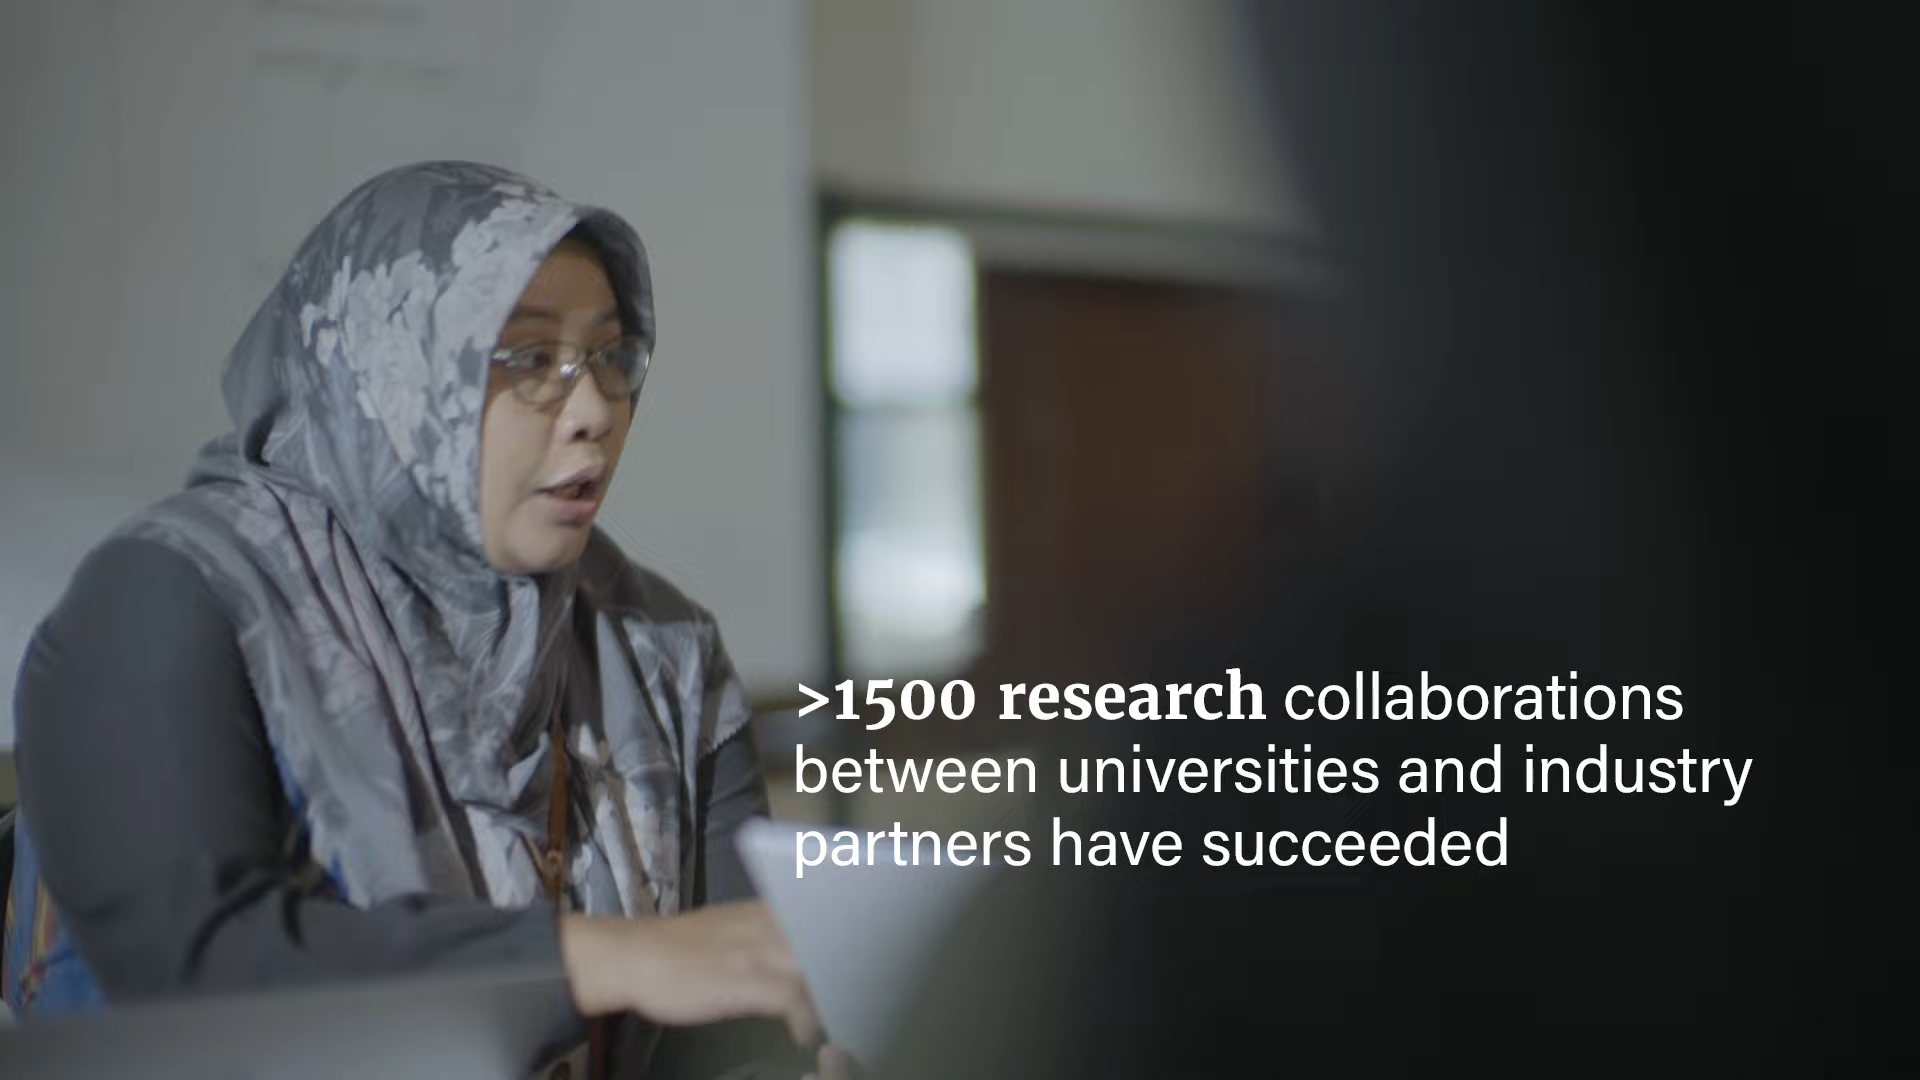 >1500 research collaborations
between universities and industry
partners have succeeded